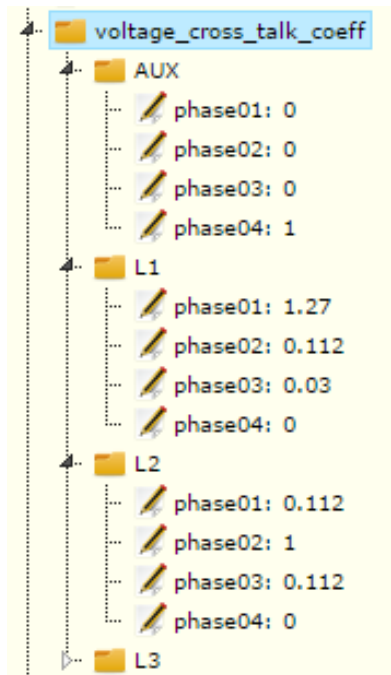 voltage_cross_talk_coeff
AUX
phase01: 0
phase02: 0
phase03: 0
phase04: 1
L1
phase01: 1.27
phase02: 0.112
phase03: 0.03
phase04: 0
L2
phase01: 0.112
phase02: 1
phase03: 0.112
phase04: 0
L3